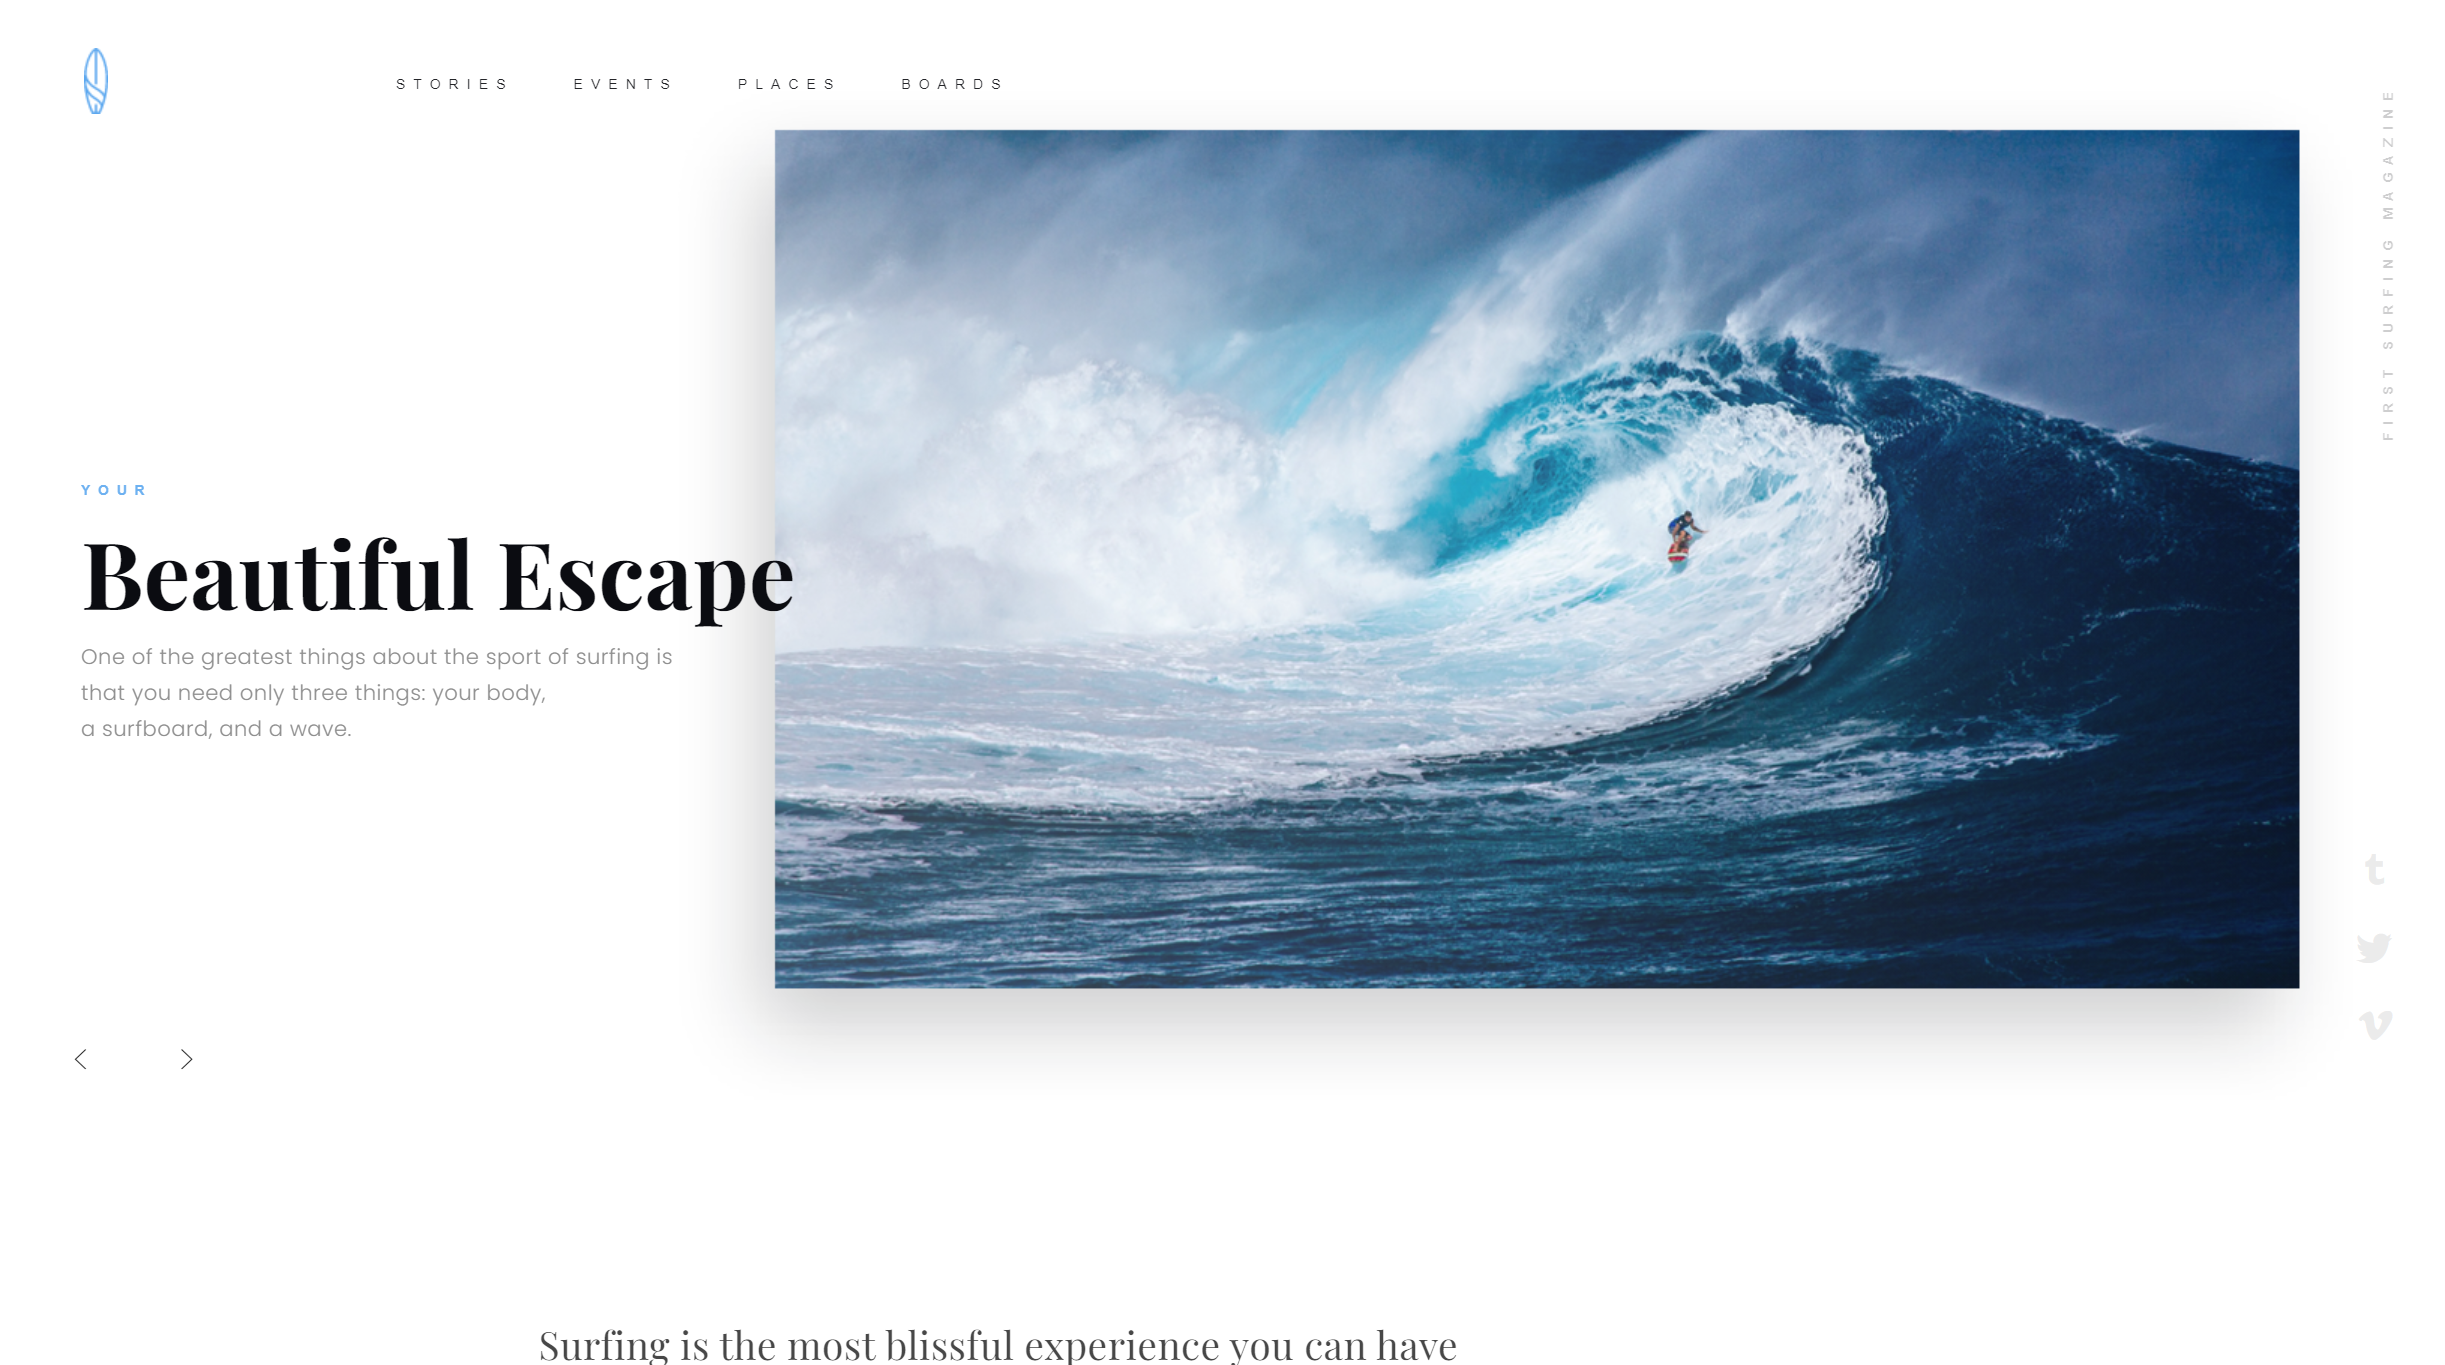 STORIES EVENTS PLACES BOARDS
FIRST SURFING MAGAZINE
YOUR
Beautiful Escape
One of the greatest things about the sport of surfing is
that you need only three things: your body,
a surfboard, and a wave.
Surfing is the most blissful experience you can have